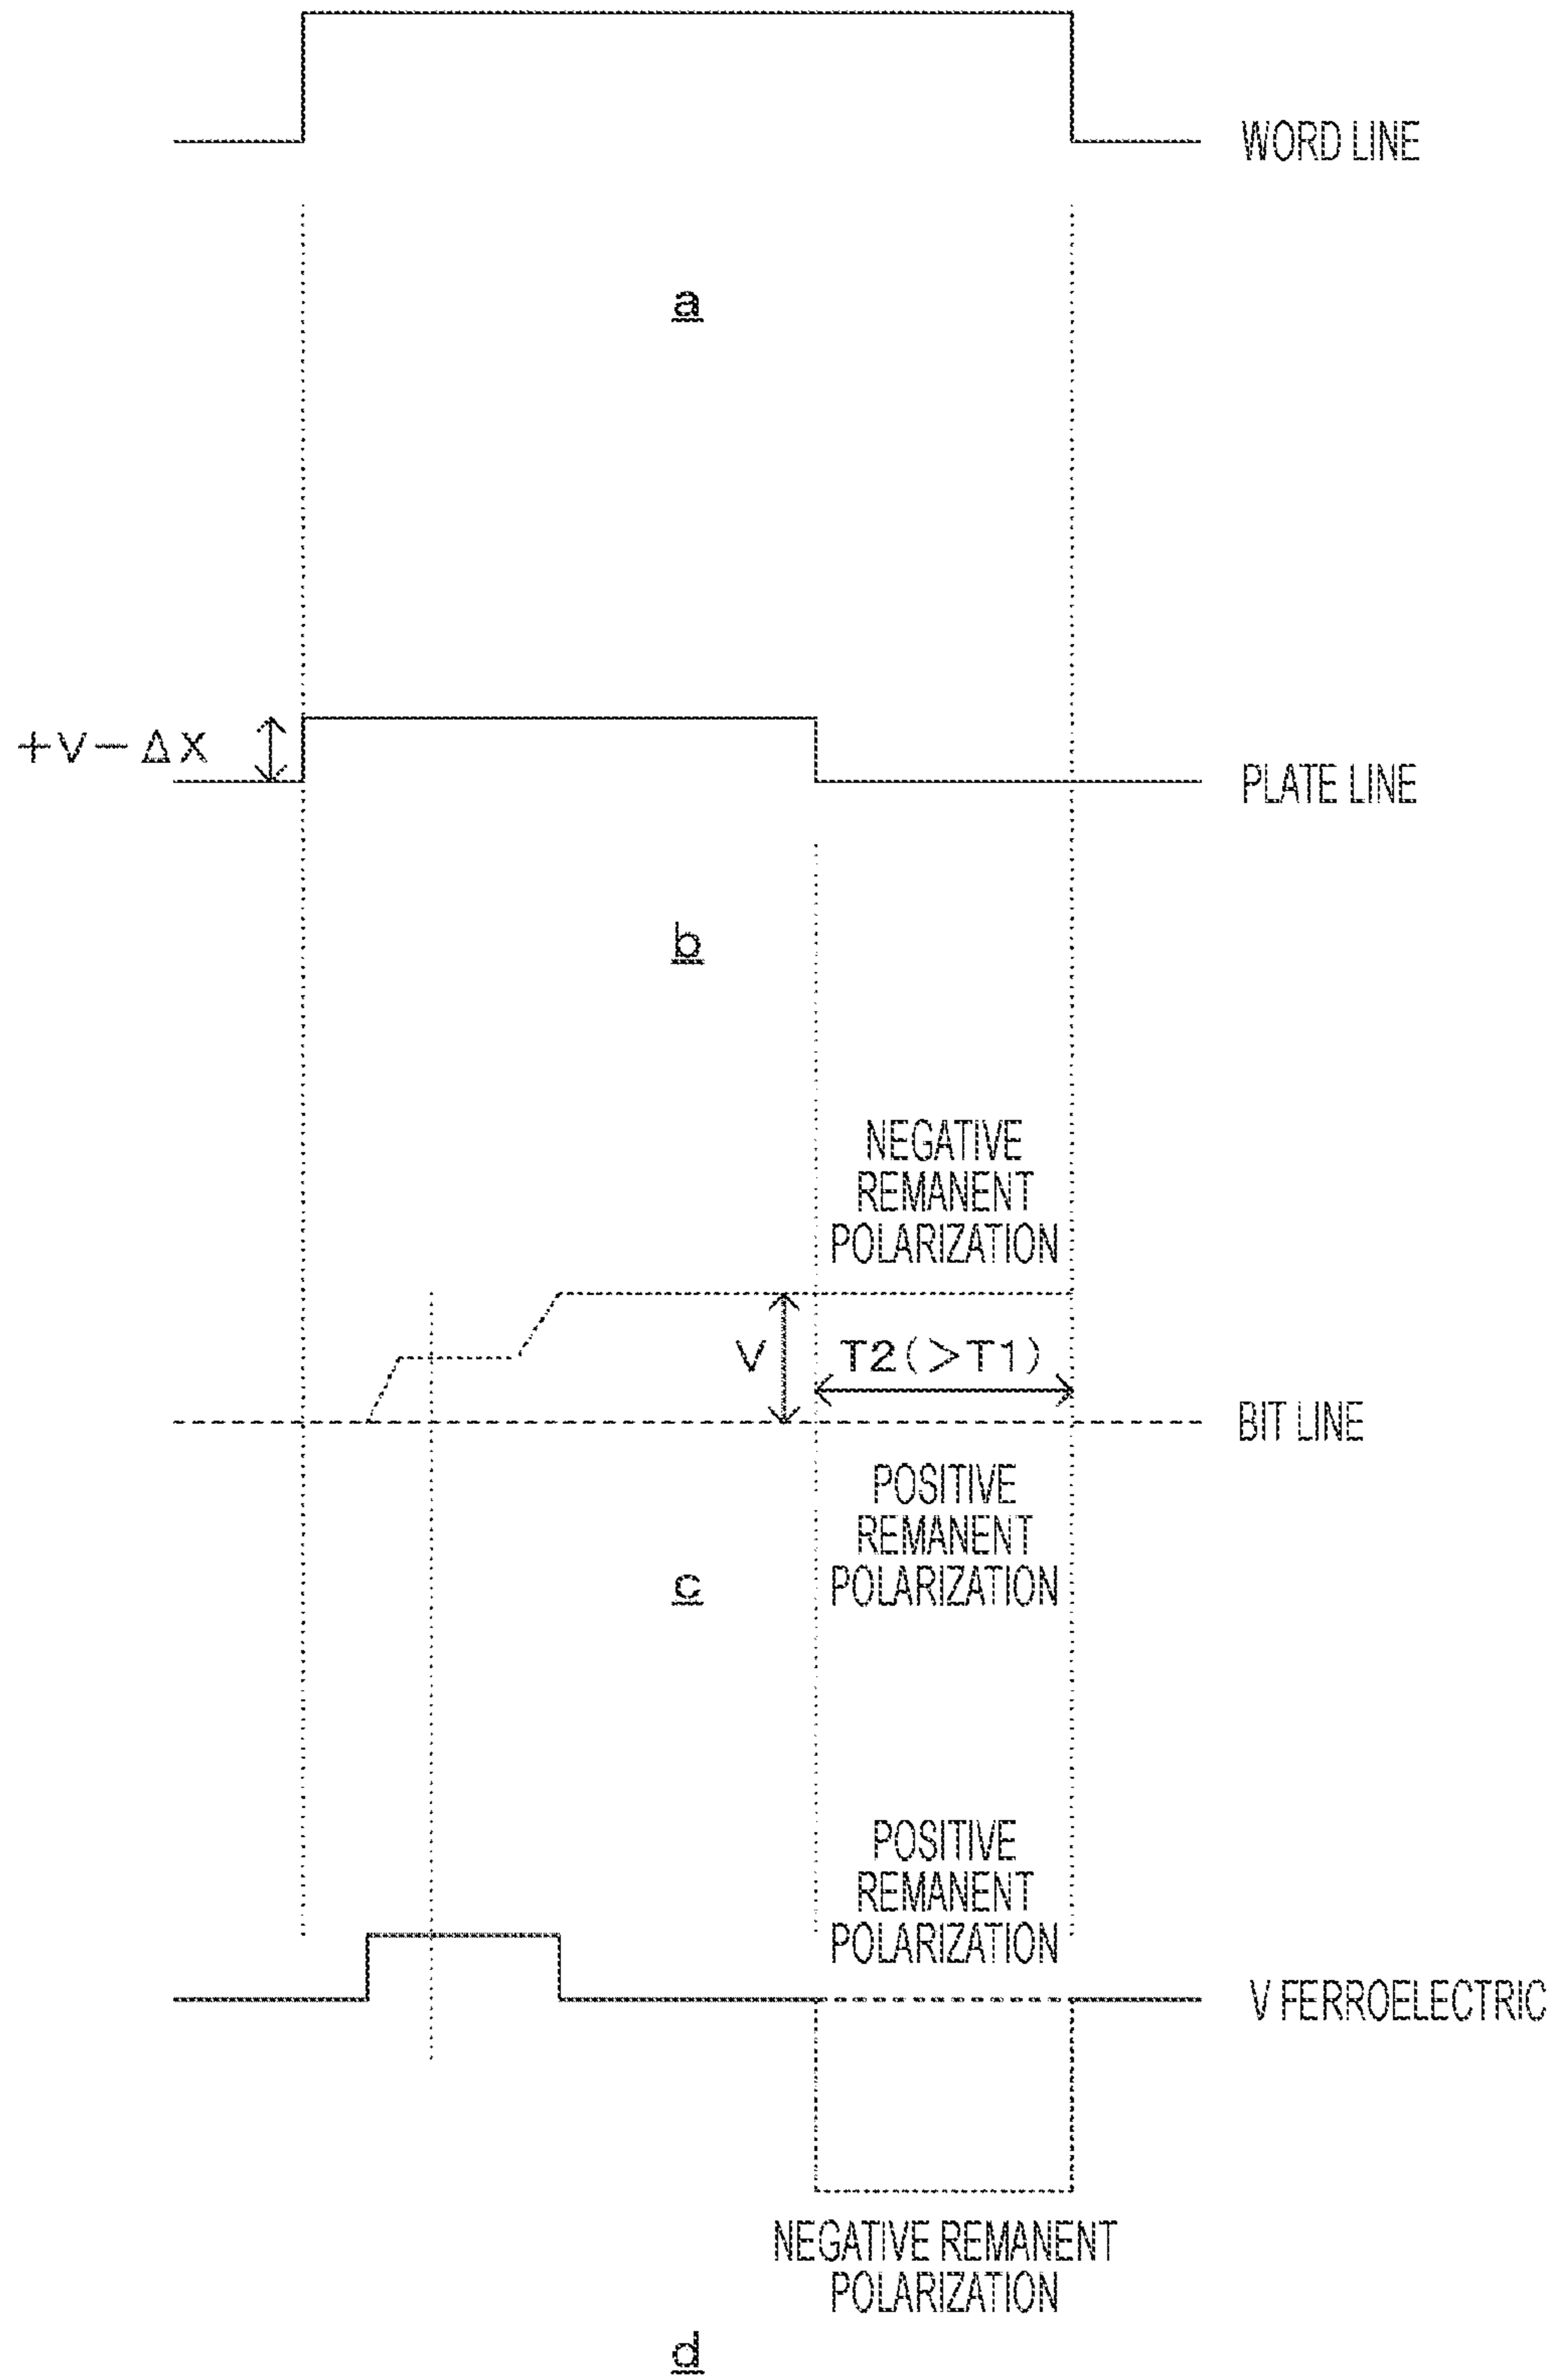 WORD LINE
a
+V−ΔX
PLATE LINE
b
NEGATIVE
REMANENT
POLARIZATION
V
T2(>T1)
BIT LINE
POSITIVE
REMANENT
POLARIZATION
c
POSITIVE
REMANENT
POLARIZATION
V FERROELECTRIC
NEGATIVE REMANENT
POLARIZATION
d